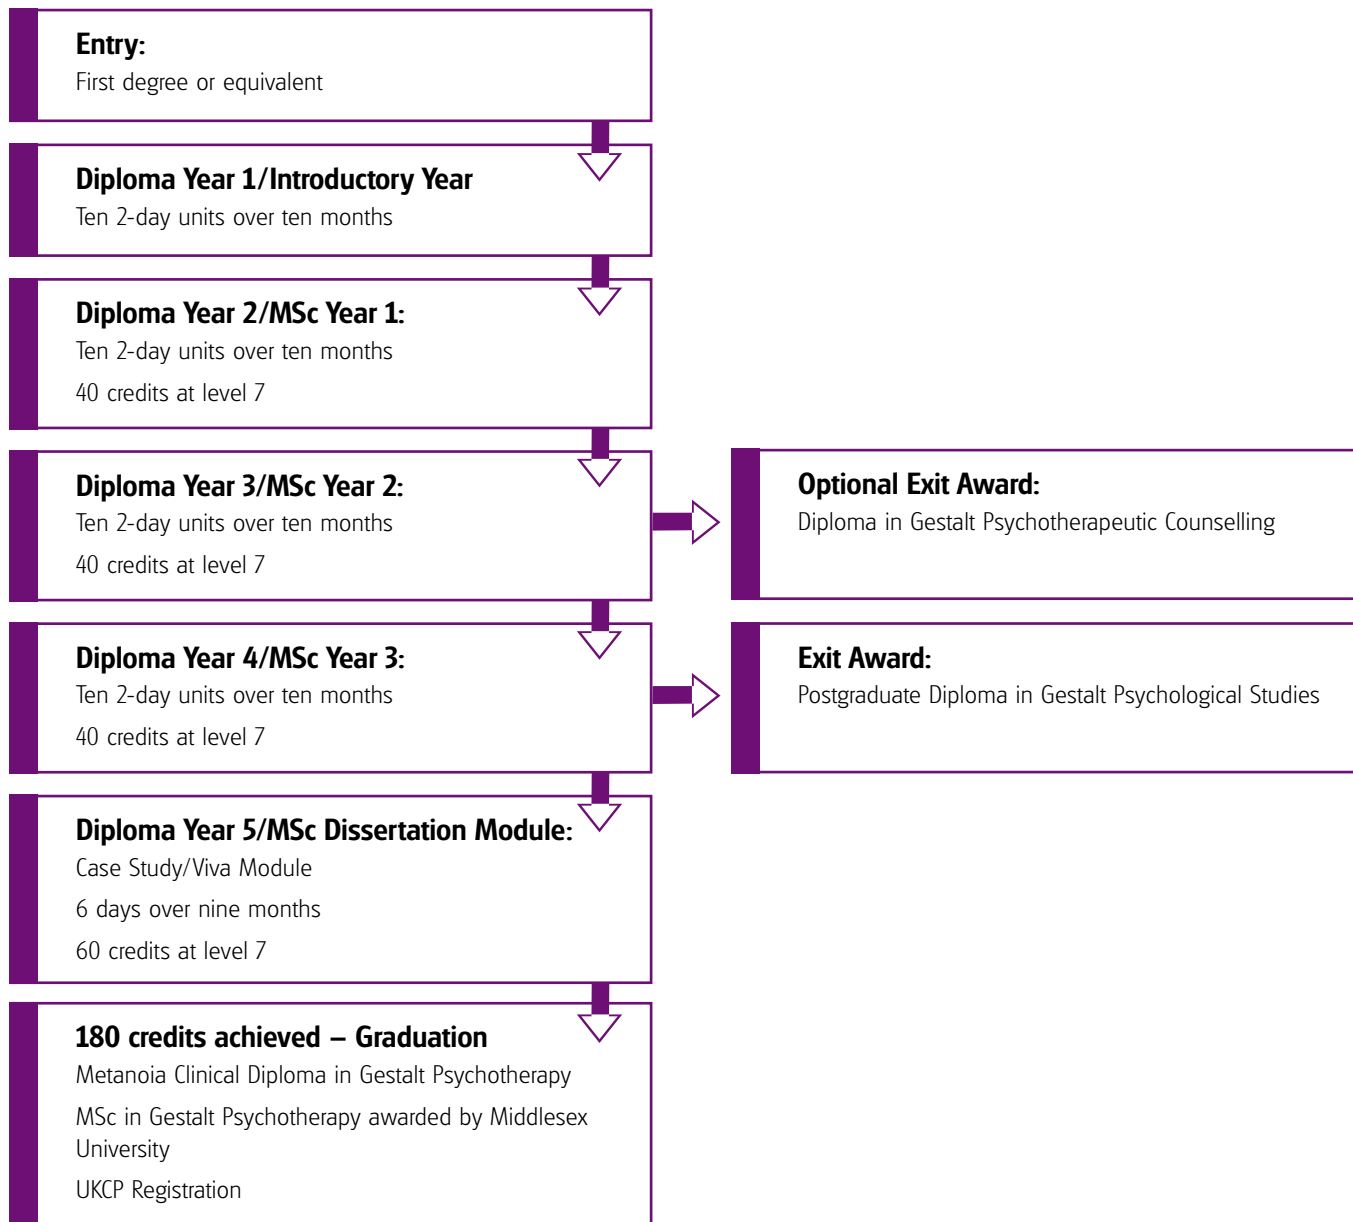 Entry:
First degree or equivalent
Diploma Year 1/Introductory Year
Ten 2-day units over ten months
Diploma Year 2/MSc Year 1:
Ten 2-day units over ten months
40 credits at level 7
Diploma Year 3/MSc Year 2:
Ten 2-day units over ten months
40 credits at level 7
Optional Exit Award:
Diploma in Gestalt Psychotherapeutic Counselling
Diploma Year 4/MSc Year 3:
Ten 2-day units over ten months
40 credits at level 7
Exit Award:
Postgraduate Diploma in Gestalt Psychological Studies
Diploma Year 5/MSc Dissertation Module:
Case Study/Viva Module
6 days over nine months
60 credits at level 7
180 credits achieved – Graduation
Metanoia Clinical Diploma in Gestalt Psychotherapy
MSc in Gestalt Psychotherapy awarded by Middlesex
University
UKCP Registration